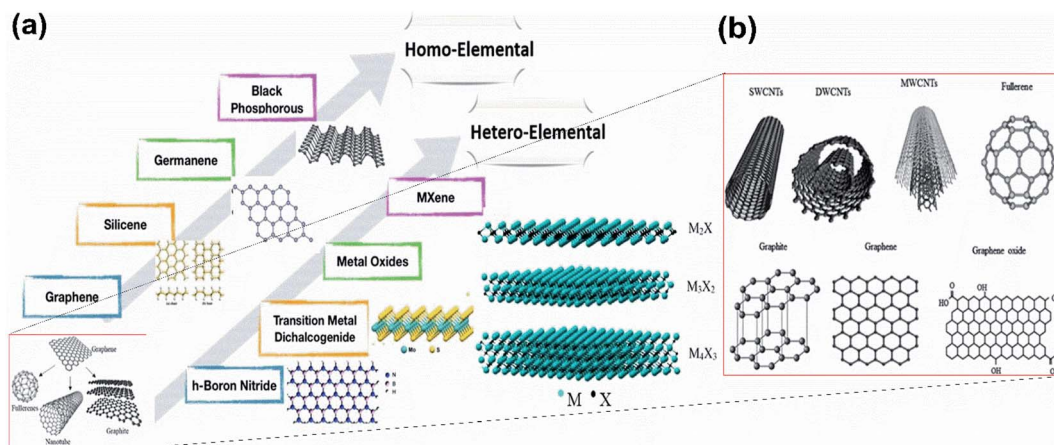 (a)
Homo-Elemental
Black
Phosphorous
Hetero-Elemental
Germanene
MXene
Silicene
Metal Oxides
Graphene
Transition Metal
Dichalcogenide
Mo S
h-Boron Nitride
N
B
H
Graphene
Fullerenes
Nanotube
Graphite
M₂X
M₃X₂
M₄X₃
M X
(b)
SWCNTs DWCNTs MWCNTs Fullerene
Graphite Graphene Graphene oxide
OH
HO
O
OH
OH